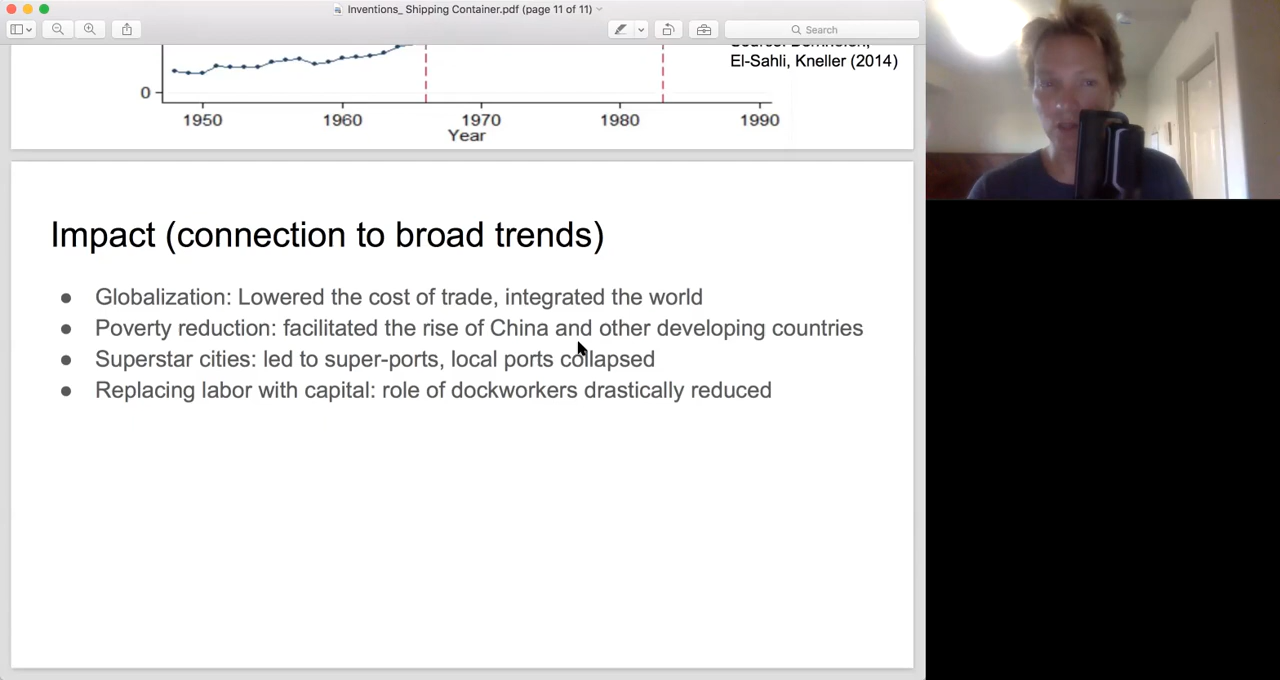 Inventions_ Shipping Container.pdf (page 11 of 11)
Search
El-Sahli, Kneller (2014)
0
1950 1960 1970 1980 1990
Year
Impact (connection to broad trends)
● Globalization: Lowered the cost of trade, integrated the world
● Poverty reduction: facilitated the rise of China and other developing countries
● Superstar cities: led to super-ports, local ports collapsed
● Replacing labor with capital: role of dockworkers drastically reduced